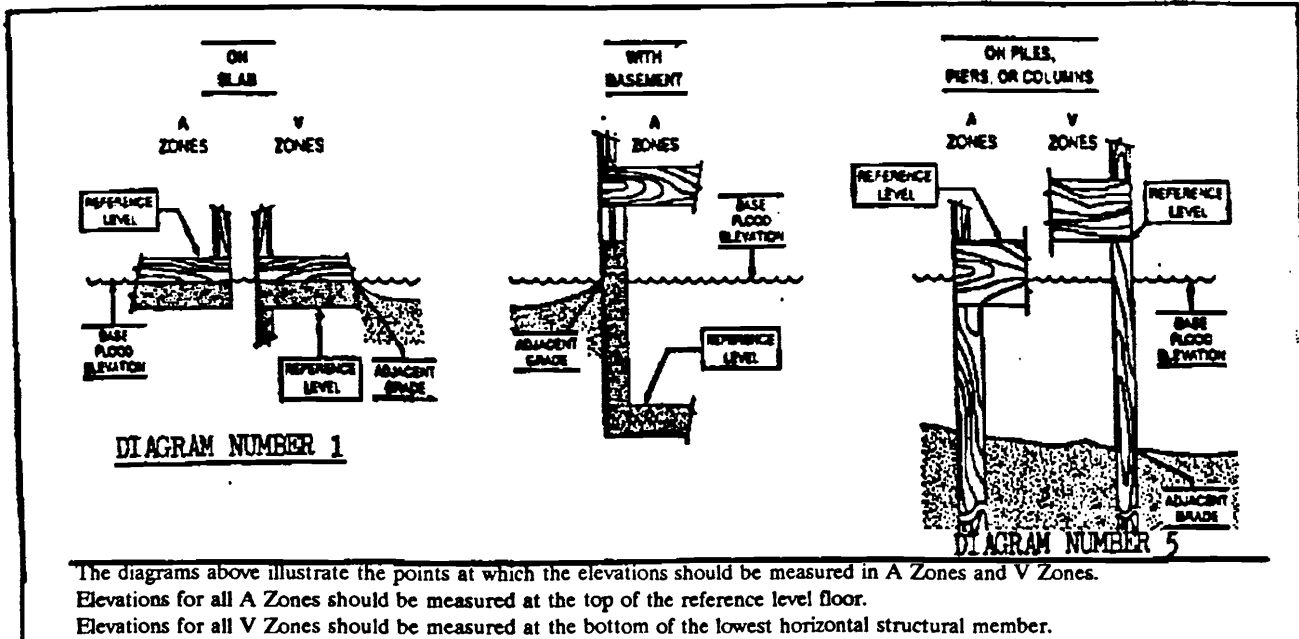 ON
SLAB
A
ZONES
V
ZONES
REFERENCE
LEVEL
BASE
FLOOD
ELEVATION
REFERENCE
LEVEL
ADJACENT
GRADE
DIAGRAM NUMBER 1
WITH
BASEMENT
A
ZONES
BASE
FLOOD
ELEVATION
ADJACENT
GRADE
REFERENCE
LEVEL
ON PILES,
PIERS, OR COLUMNS
A
ZONES
V
ZONES
REFERENCE
LEVEL
REFERENCE
LEVEL
BASE
FLOOD
ELEVATION
ADJACENT
GRADE
DIAGRAM NUMBER 5
The diagrams above illustrate the points at which the elevations should be measured in A Zones and V Zones.
Elevations for all A Zones should be measured at the top of the reference level floor.
Elevations for all V Zones should be measured at the bottom of the lowest horizontal structural member.